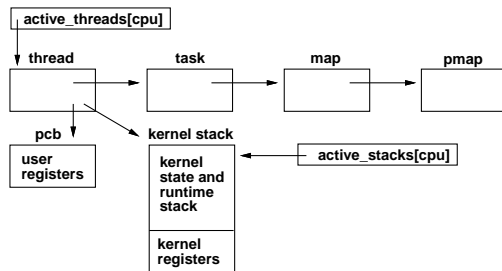 active_threads[cpu]
thread
task
map
pmap
pcb
kernel stack
user
registers
kernel
state and
runtime
stack
active_stacks[cpu]
kernel
registers